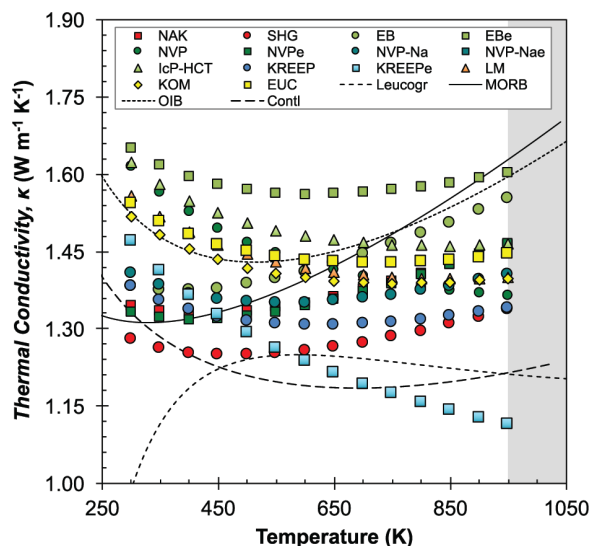 1.90
NAK SHG EB EBe
NVP NVPe NVP-Na NVP-Nae
IcP-HCT KREEP KREEPe LM
KOM EUC Leucogr MORB
OIB Contl
1.75
1.60
1.45
1.30
1.15
1.00
Thermal Conductivity, κ (W m⁻¹ K⁻¹)
250 450 650 850 1050
Temperature (K)